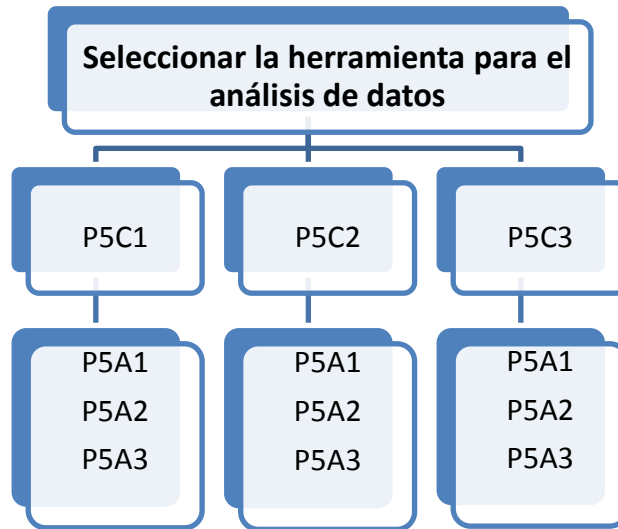 Seleccionar la herramienta para el
análisis de datos
P5C1
P5C2
P5C3
P5A1
P5A2
P5A3
P5A1
P5A2
P5A3
P5A1
P5A2
P5A3